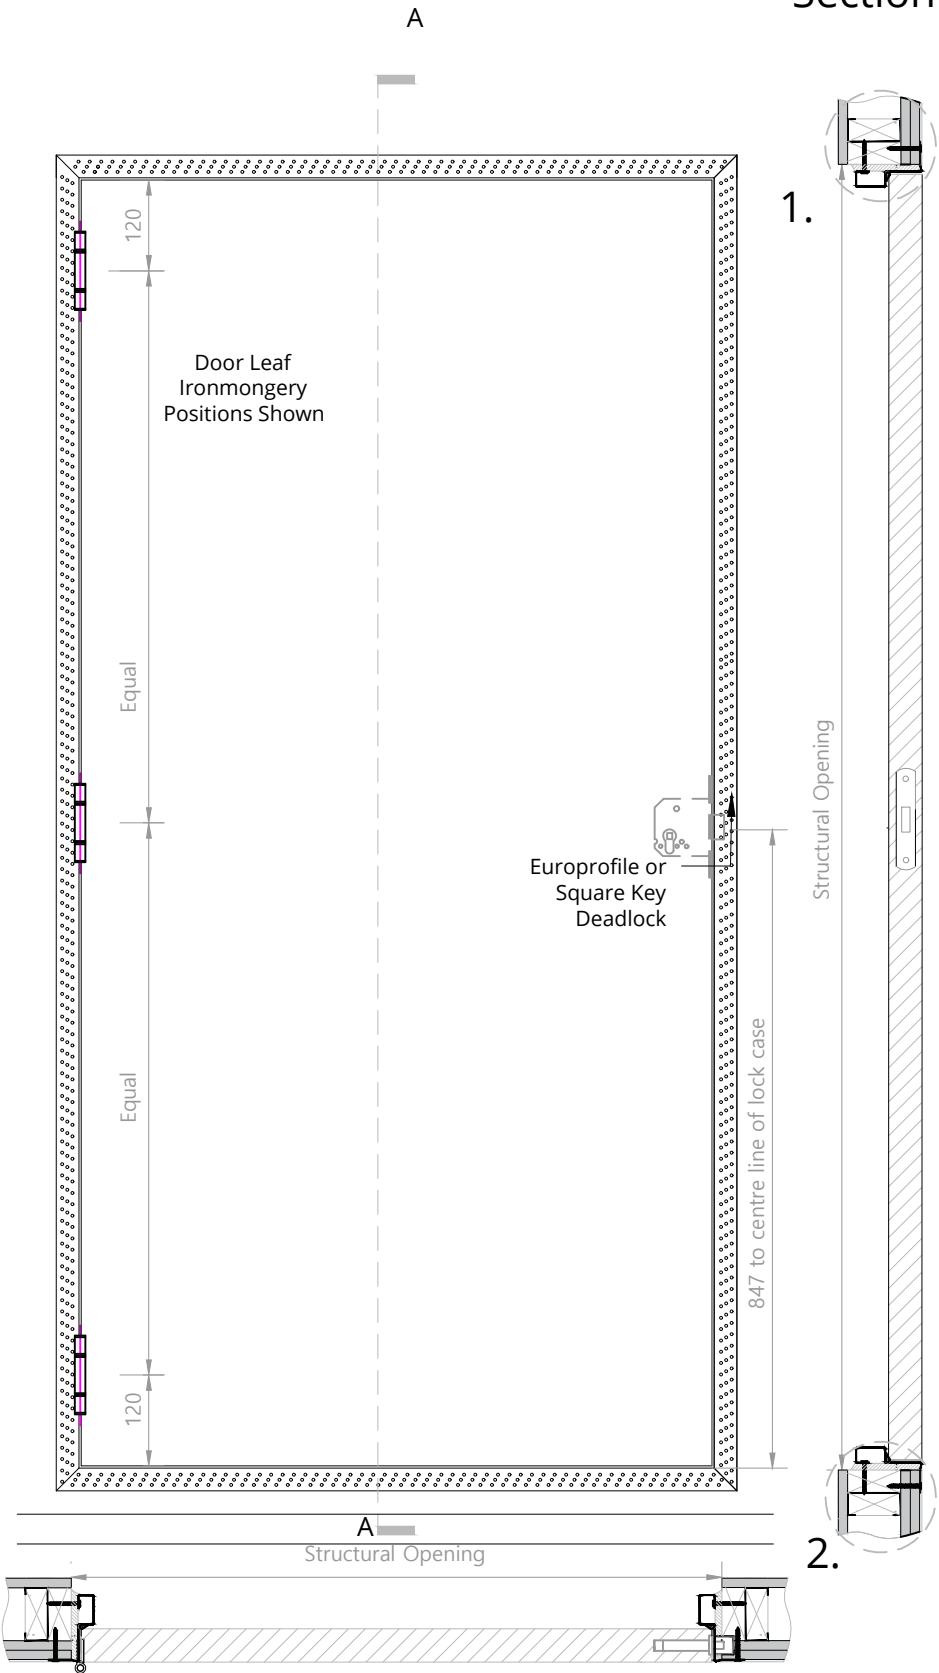 Section
A
1.
120
Door Leaf
Ironmongery
Positions Shown
Equal
Structural Opening
Europrofile or
Square Key
Deadlock
847 to centre line of lock case
Equal
120
A
Structural Opening
2.